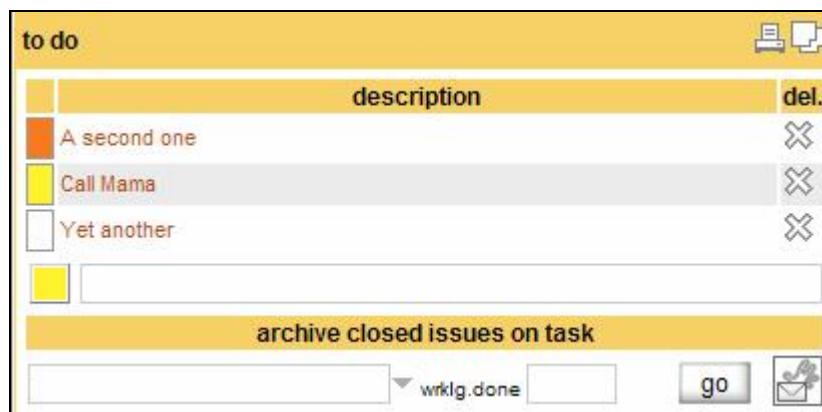 to do
description del.
A second one
Call Mama
Yet another
archive closed issues on task
wrklg.done go